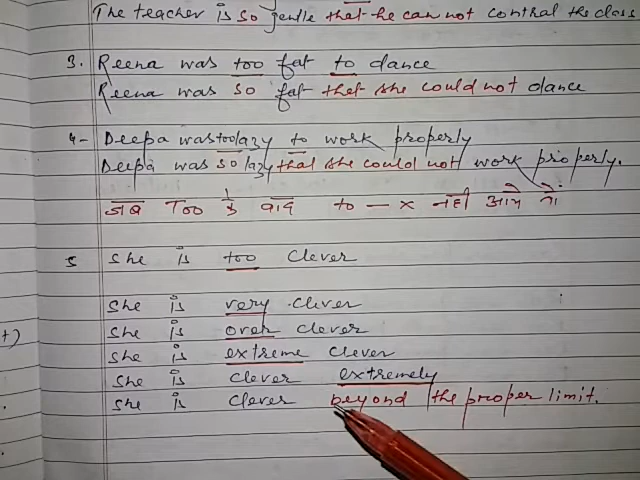 The teacher is so gentle that he can not control the class
3. Reena was too fat to dance
Reena was so fat that she could not dance
4- Deepa was too lazy to work properly
Deepa was so lazy that she could not work properly.
जब Too के बाद to — x नहीं आये तो
5 She is too clever
She is very clever
She is over clever
+) She is extreme clever
She is clever extremely
She is clever beyond the proper limit.